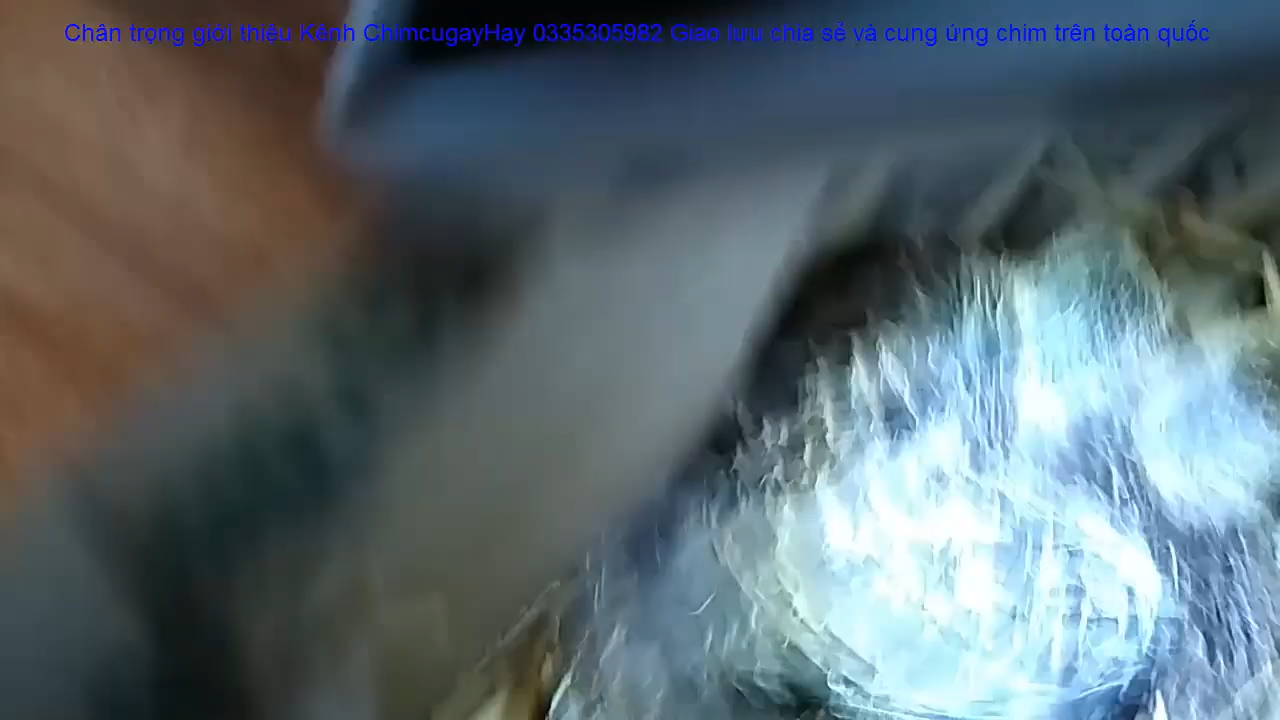 Chân trọng giới thiệu Kênh ChimcugayHay 0335305982 Giao lưu chia sẻ và cung ứng chim trên toàn quốc